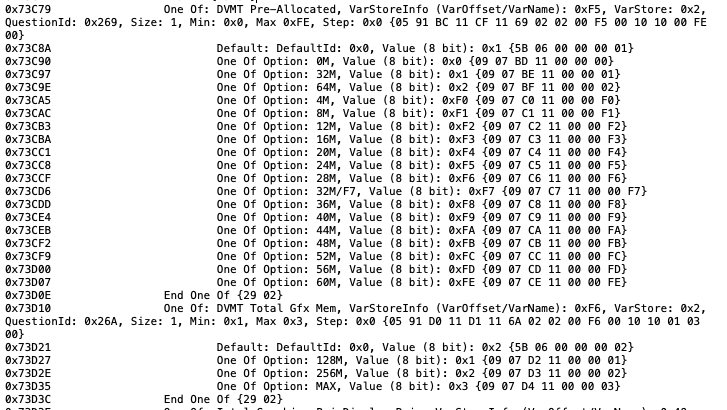 0x73C79 One Of: DVMT Pre-Allocated, VarStoreInfo (VarOffset/VarName): 0xF5, VarStore: 0x2,
QuestionId: 0x269, Size: 1, Min: 0x0, Max 0xFE, Step: 0x0 {05 91 BC 11 CF 11 69 02 02 00 F5 00 10 10 00 FE
00}
0x73C8A Default: DefaultId: 0x0, Value (8 bit): 0x1 {5B 06 00 00 00 01}
0x73C90 One Of Option: 0M, Value (8 bit): 0x0 {09 07 BD 11 00 00 00}
0x73C97 One Of Option: 32M, Value (8 bit): 0x1 {09 07 BE 11 00 00 01}
0x73C9E One Of Option: 64M, Value (8 bit): 0x2 {09 07 BF 11 00 00 02}
0x73CA5 One Of Option: 4M, Value (8 bit): 0xF0 {09 07 C0 11 00 00 F0}
0x73CAC One Of Option: 8M, Value (8 bit): 0xF1 {09 07 C1 11 00 00 F1}
0x73CB3 One Of Option: 12M, Value (8 bit): 0xF2 {09 07 C2 11 00 00 F2}
0x73CBA One Of Option: 16M, Value (8 bit): 0xF3 {09 07 C3 11 00 00 F3}
0x73CC1 One Of Option: 20M, Value (8 bit): 0xF4 {09 07 C4 11 00 00 F4}
0x73CC8 One Of Option: 24M, Value (8 bit): 0xF5 {09 07 C5 11 00 00 F5}
0x73CCF One Of Option: 28M, Value (8 bit): 0xF6 {09 07 C6 11 00 00 F6}
0x73CD6 One Of Option: 32M/F7, Value (8 bit): 0xF7 {09 07 C7 11 00 00 F7}
0x73CDD One Of Option: 36M, Value (8 bit): 0xF8 {09 07 C8 11 00 00 F8}
0x73CE4 One Of Option: 40M, Value (8 bit): 0xF9 {09 07 C9 11 00 00 F9}
0x73CEB One Of Option: 44M, Value (8 bit): 0xFA {09 07 CA 11 00 00 FA}
0x73CF2 One Of Option: 48M, Value (8 bit): 0xFB {09 07 CB 11 00 00 FB}
0x73CF9 One Of Option: 52M, Value (8 bit): 0xFC {09 07 CC 11 00 00 FC}
0x73D00 One Of Option: 56M, Value (8 bit): 0xFD {09 07 CD 11 00 00 FD}
0x73D07 One Of Option: 60M, Value (8 bit): 0xFE {09 07 CE 11 00 00 FE}
0x73D0E End One Of {29 02}
0x73D10 One Of: DVMT Total Gfx Mem, VarStoreInfo (VarOffset/VarName): 0xF6, VarStore: 0x2,
QuestionId: 0x26A, Size: 1, Min: 0x1, Max 0x3, Step: 0x0 {05 91 D0 11 D1 11 6A 02 02 00 F6 00 10 10 01 03
00}
0x73D21 Default: DefaultId: 0x0, Value (8 bit): 0x2 {5B 06 00 00 00 02}
0x73D27 One Of Option: 128M, Value (8 bit): 0x1 {09 07 D2 11 00 00 01}
0x73D2E One Of Option: 256M, Value (8 bit): 0x2 {09 07 D3 11 00 00 02}
0x73D35 One Of Option: MAX, Value (8 bit): 0x3 {09 07 D4 11 00 00 03}
0x73D3C End One Of {29 02}